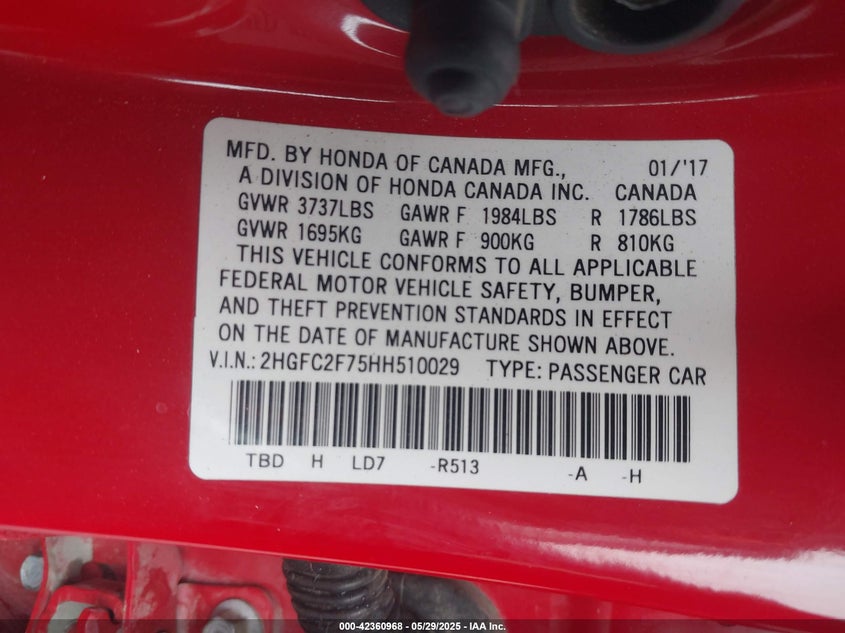 MFD. BY HONDA OF CANADA MFG., 01/'17
A DIVISION OF HONDA CANADA INC. CANADA
GVWR 3737LBS GAWR F 1984LBS R 1786LBS
GVWR 1695KG GAWR F 900KG R 810KG
THIS VEHICLE CONFORMS TO ALL APPLICABLE
FEDERAL MOTOR VEHICLE SAFETY, BUMPER,
AND THEFT PREVENTION STANDARDS IN EFFECT
ON THE DATE OF MANUFACTURE SHOWN ABOVE.
V.I.N.: 2HGFC2F75HH510029 TYPE: PASSENGER CAR
TBD H LD7 -R513 -A -H
000-42360968 - 05/29/2025 - IAA Inc.